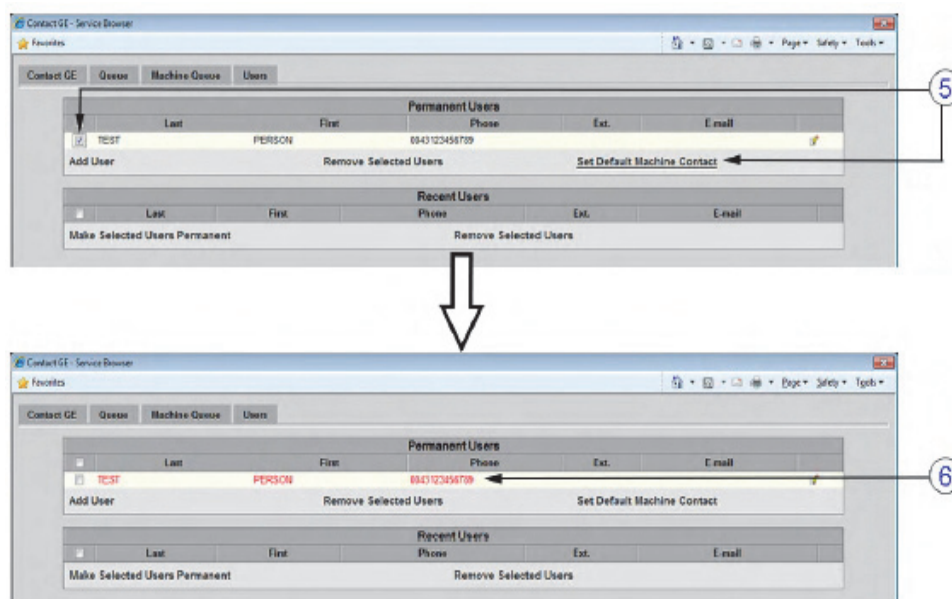 Contact GE - Service Browser
Favorites Page Safety Tools
Contact GE Queue Machine Queue Users
5
Permanent Users
Last First Phone Ext. E-mail
TEST PERSON 0043123456789
Add User Remove Selected Users Set Default Machine Contact
Recent Users
Last First Phone Ext. E-mail
Make Selected Users Permanent Remove Selected Users
Contact GE - Service Browser
Favorites Page Safety Tools
Contact GE Queue Machine Queue Users
Permanent Users
Last First Phone Ext. E-mail
TEST PERSON 0043123456789
6
Add User Remove Selected Users Set Default Machine Contact
Recent Users
Last First Phone Ext. E-mail
Make Selected Users Permanent Remove Selected Users